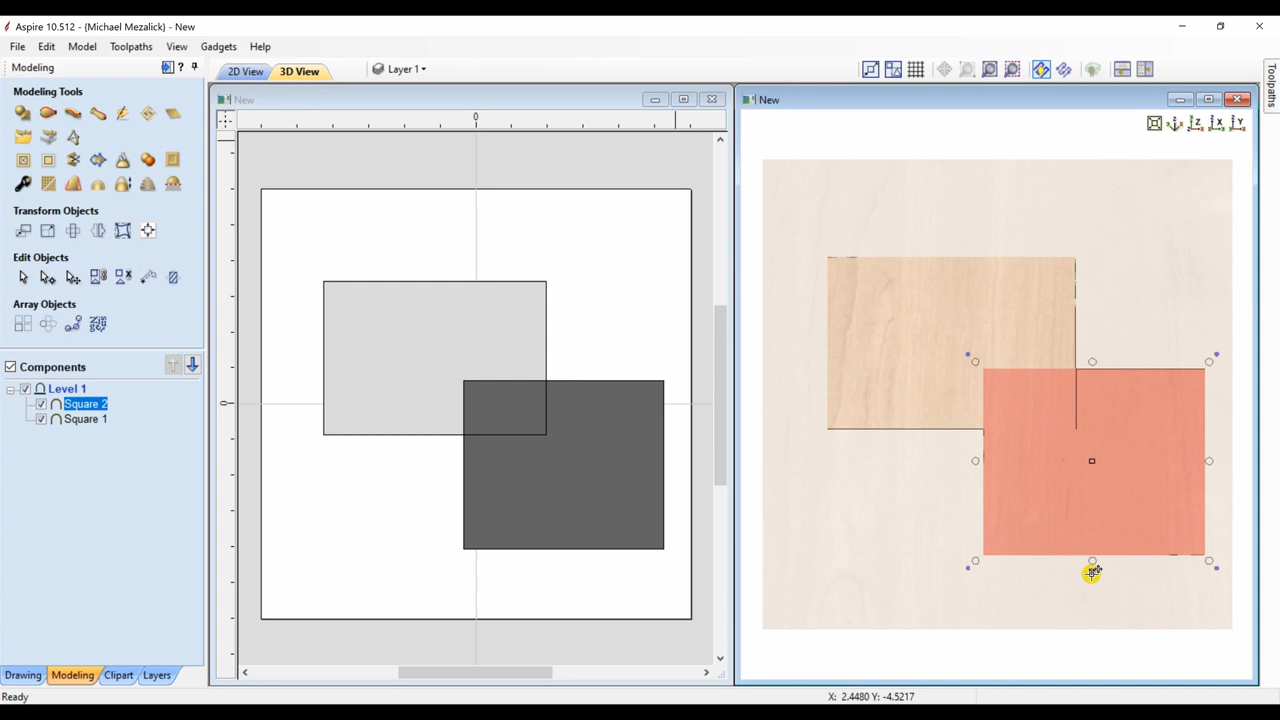 Aspire 10.512 - {Michael Mezalick} - New
File Edit Model Toolpaths View Gadgets Help
Modeling
2D View 3D View Layer 1
Modeling Tools
Transform Objects
Edit Objects
Array Objects
Components
Level 1
Square 2
Square 1
Drawing Modeling Clipart Layers
New
0
0
New
Z X Y
Toolpaths
Ready
X: 2.4480 Y: -4.5217